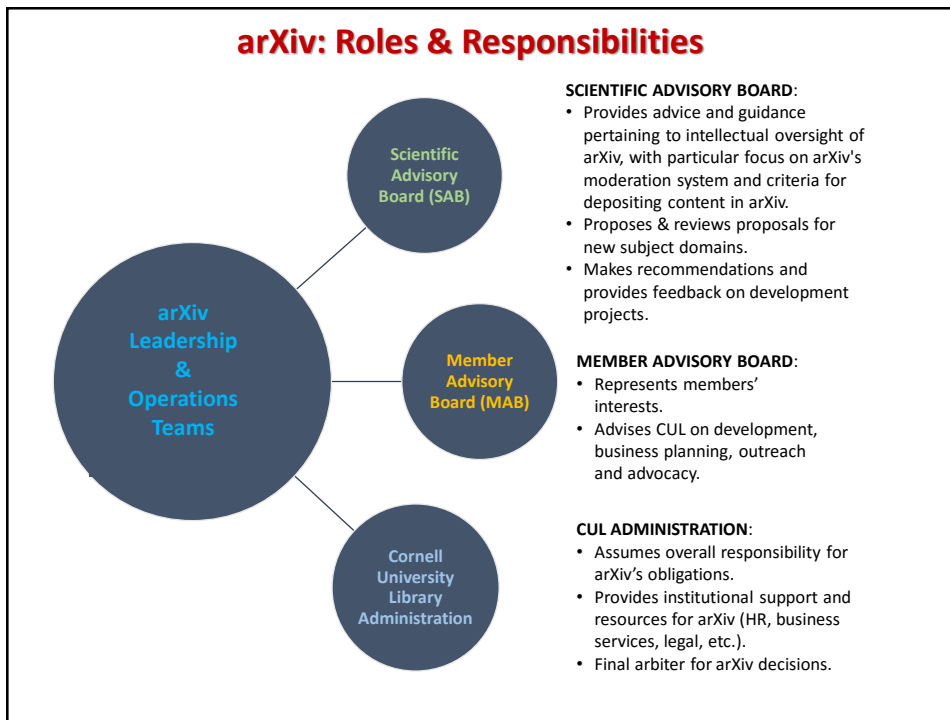 arXiv: Roles & Responsibilities
Scientific
Advisory
Board (SAB)
arXiv
Leadership
&
Operations
Teams
Member
Advisory
Board (MAB)
Cornell
University
Library
Administration
SCIENTIFIC ADVISORY BOARD:
• Provides advice and guidance
pertaining to intellectual oversight of
arXiv, with particular focus on arXiv's
moderation system and criteria for
depositing content in arXiv.
• Proposes & reviews proposals for
new subject domains.
• Makes recommendations and
provides feedback on development
projects.
MEMBER ADVISORY BOARD:
• Represents members’
interests.
• Advises CUL on development,
business planning, outreach
and advocacy.
CUL ADMINISTRATION:
• Assumes overall responsibility for
arXiv’s obligations.
• Provides institutional support and
resources for arXiv (HR, business
services, legal, etc.).
• Final arbiter for arXiv decisions.